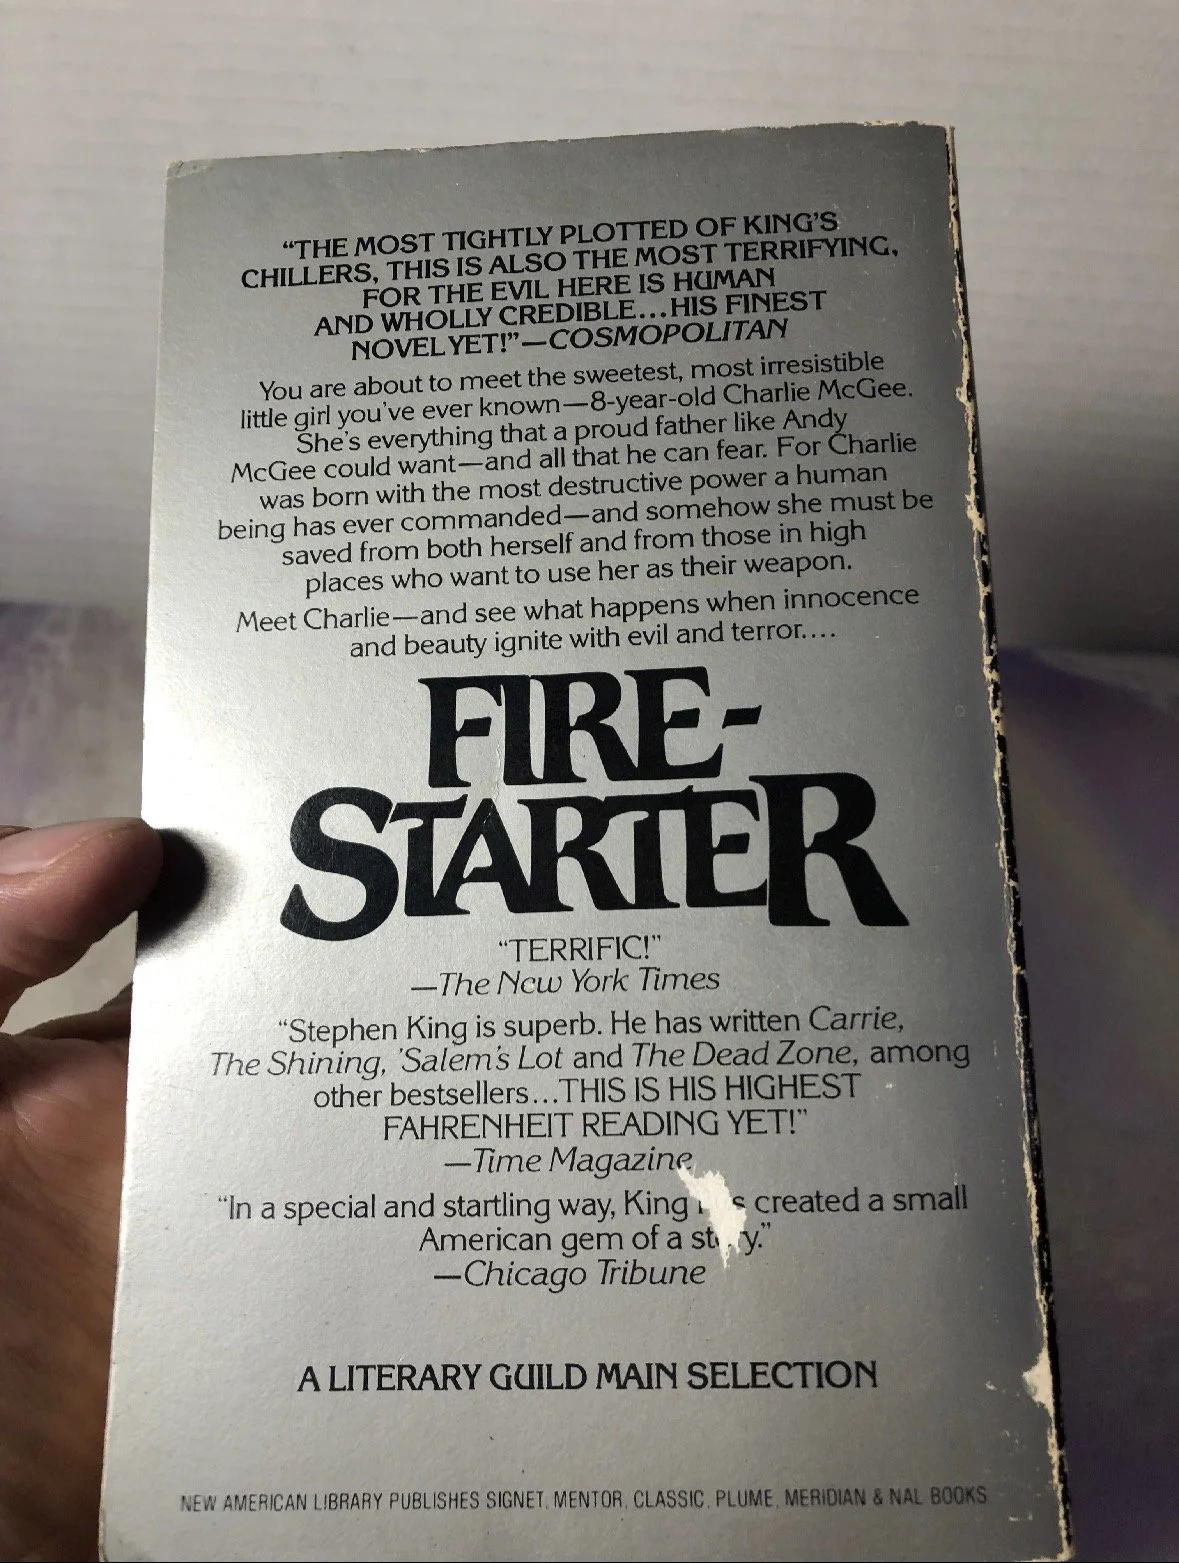 “THE MOST TIGHTLY PLOTTED OF KING'S
CHILLERS, THIS IS ALSO THE MOST TERRIFYING,
FOR THE EVIL HERE IS HUMAN
AND WHOLLY CREDIBLE...HIS FINEST
NOVEL YET!”—COSMOPOLITAN
You are about to meet the sweetest, most irresistible
little girl you've ever known—8-year-old Charlie McGee.
She's everything that a proud father like Andy
McGee could want—and all that he can fear. For Charlie
was born with the most destructive power a human
being has ever commanded—and somehow she must be
saved from both herself and from those in high
places who want to use her as their weapon.
Meet Charlie—and see what happens when innocence
and beauty ignite with evil and terror....
FIRE-
STARTER
“TERRIFIC!”
—The New York Times
“Stephen King is superb. He has written Carrie,
The Shining, 'Salem's Lot and The Dead Zone, among
other bestsellers...THIS IS HIS HIGHEST
FAHRENHEIT READING YET!”
—Time Magazine
“In a special and startling way, King created a small
American gem of a
—Chicago Tribune
A LITERARY GUILD MAIN SELECTION
NEW AMERICAN LIBRARY PUBLISHES SIGNET, MENTOR, CLASSIC, PLUME, MERIDIAN & NAL BOOKS